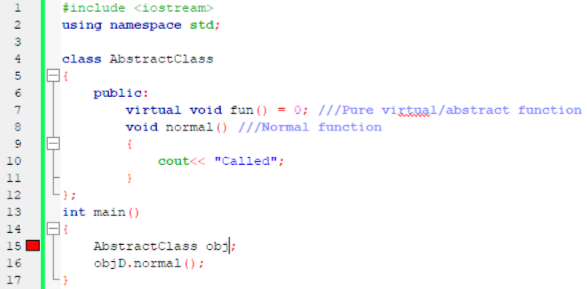 1 #include <iostream>
2 using namespace std;
3
4 class AbstractClass
5 {
6 public:
7 virtual void fun() = 0; ///Pure virtual/abstract function
8 void normal() ///Normal function
9 {
10 cout<< "Called";
11 }
12 };
13 int main()
14 {
15 AbstractClass obj;
16 objD.normal();
17 }